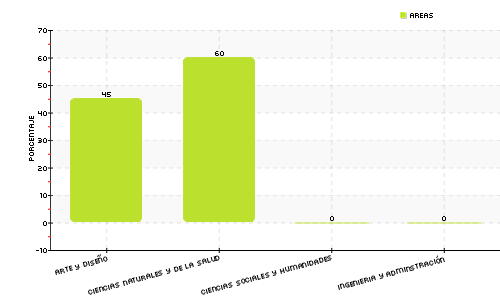 AREAS
PORCENTAJE
70
60
50
40
30
20
10
0
-10
45
60
0
0
ARTE Y DISEÑO
CIENCIAS NATURALES Y DE LA SALUD
CIENCIAS SOCIALES Y HUMANIDADES
INGENIERIA Y ADMINSTRACIÓN